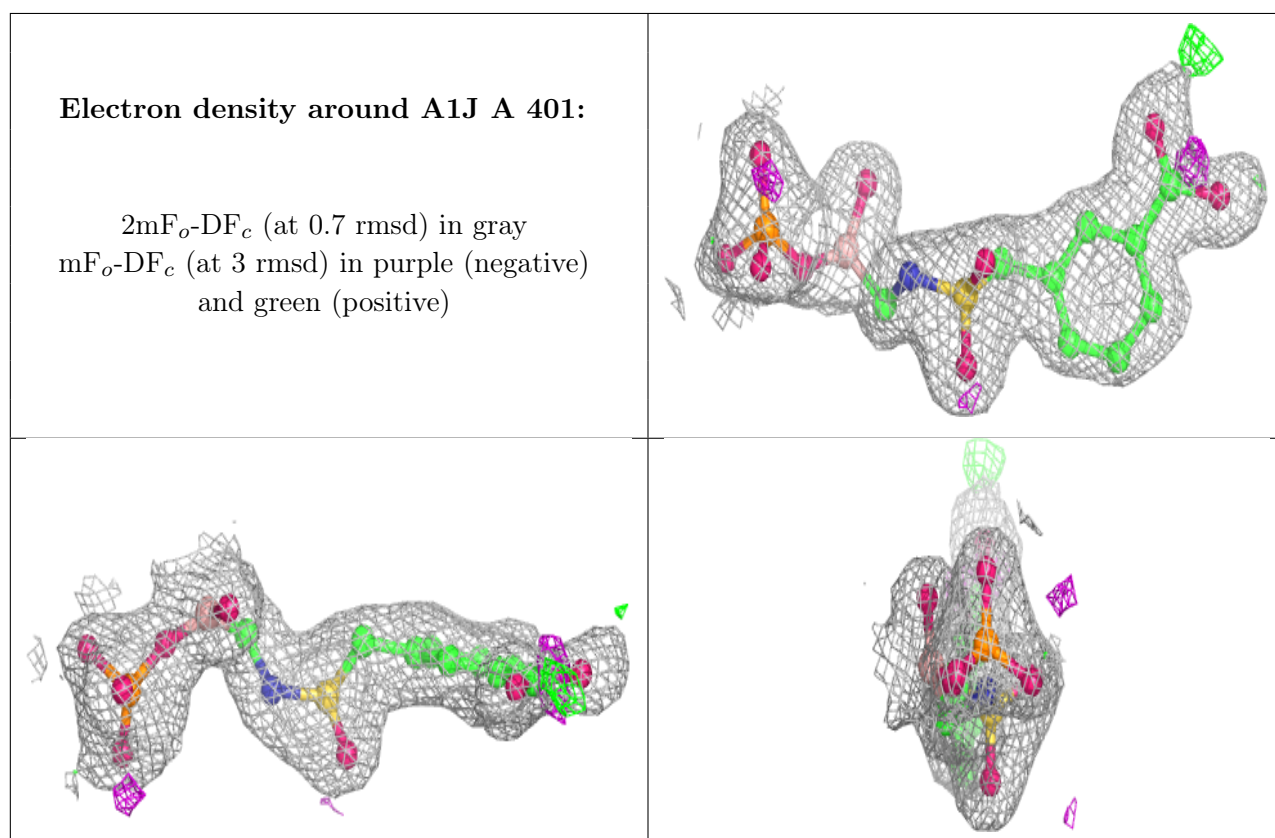 Electron density around A1J A 401:
2mFₒ-DF𝒸 (at 0.7 rmsd) in gray
mFₒ-DF𝒸 (at 3 rmsd) in purple (negative)
and green (positive)